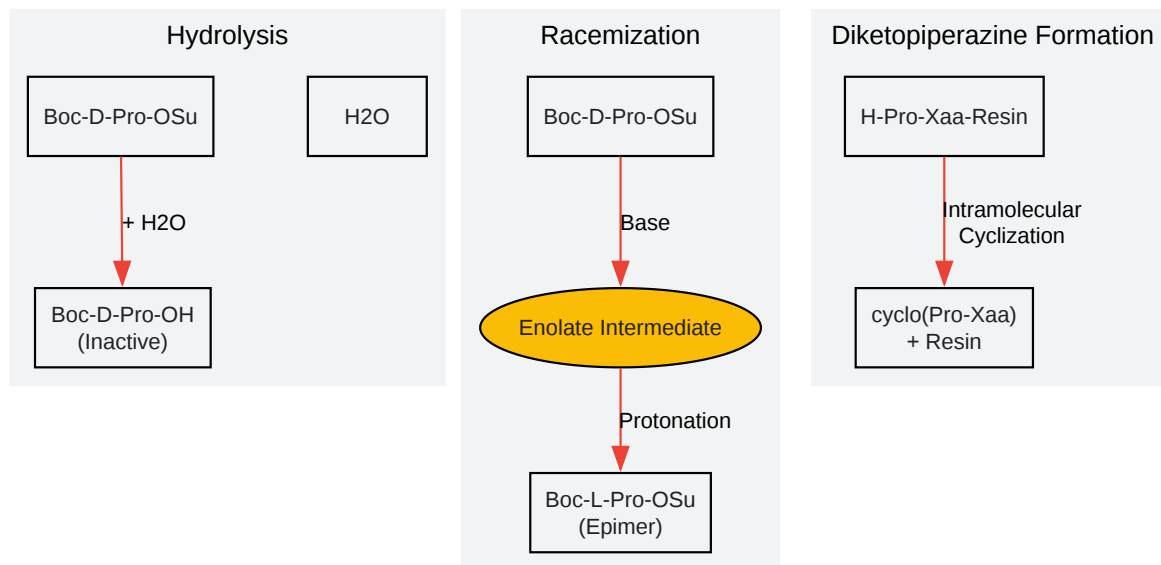 Hydrolysis
Boc-D-Pro-OSu
H2O
+ H2O
Boc-D-Pro-OH
(Inactive)
Racemization
Boc-D-Pro-OSu
Base
Enolate Intermediate
Protonation
Boc-L-Pro-OSu
(Epimer)
Diketopiperazine Formation
H-Pro-Xaa-Resin
Intramolecular
Cyclization
cyclo(Pro-Xaa)
+ Resin